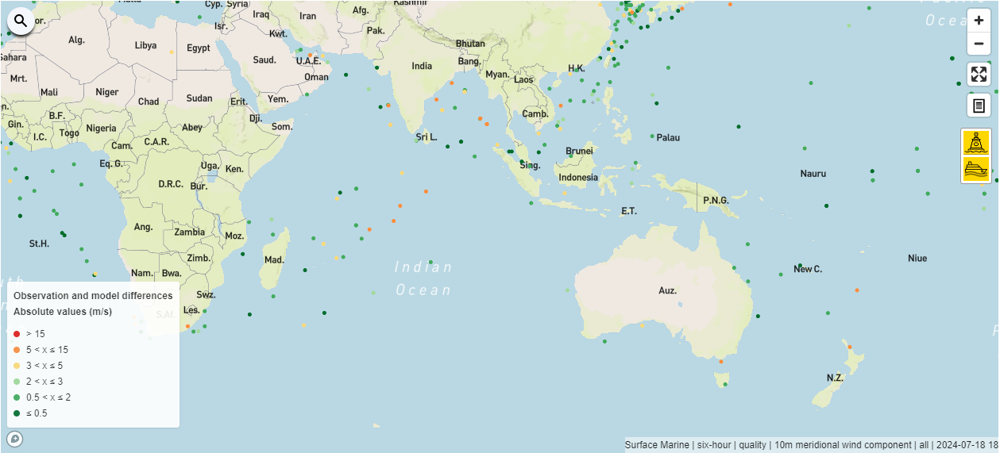 Cyp.
Syria
Afg.
Kashmir
or.
Iraq
Iran
Isr.
Kwt.
Pak.
Ocea
Alg.
Libya
Egypt
Bhutan
Sahara
Saud.
U.A.E.
India
Bang.
H.K.
Mrt.
Oman
Myan.
Laos
Mali
Niger
Chad
Sudan
Erit.
Yem.
n.
B.F.
Dji.
Camb.
Gin.
I.C.
Togo
Nigeria
Abey
Som.
Cam.
C.A.R.
Sri L.
Palau
Brunei
Eq. G.
Uga.
Ken.
Sing.
Indonesia
Nauru
D.R.C.
Bur.
P.N.G.
E.T.
Ang.
Zambia
Moz.
St.H.
Zimb.
Mad.
Niue
Indian
Ocean
New C.
Nam.
Bwa.
Auz.
Swz.
Les.
S.Af.
N.Z.
Observation and model differences
Absolute values (m/s)
> 15
5 < x ≤ 15
3 < x ≤ 5
2 < x ≤ 3
0.5 < x ≤ 2
≤ 0.5
+
−
Surface Marine | six-hour | quality | 10m meridional wind component | all | 2024-07-18 18